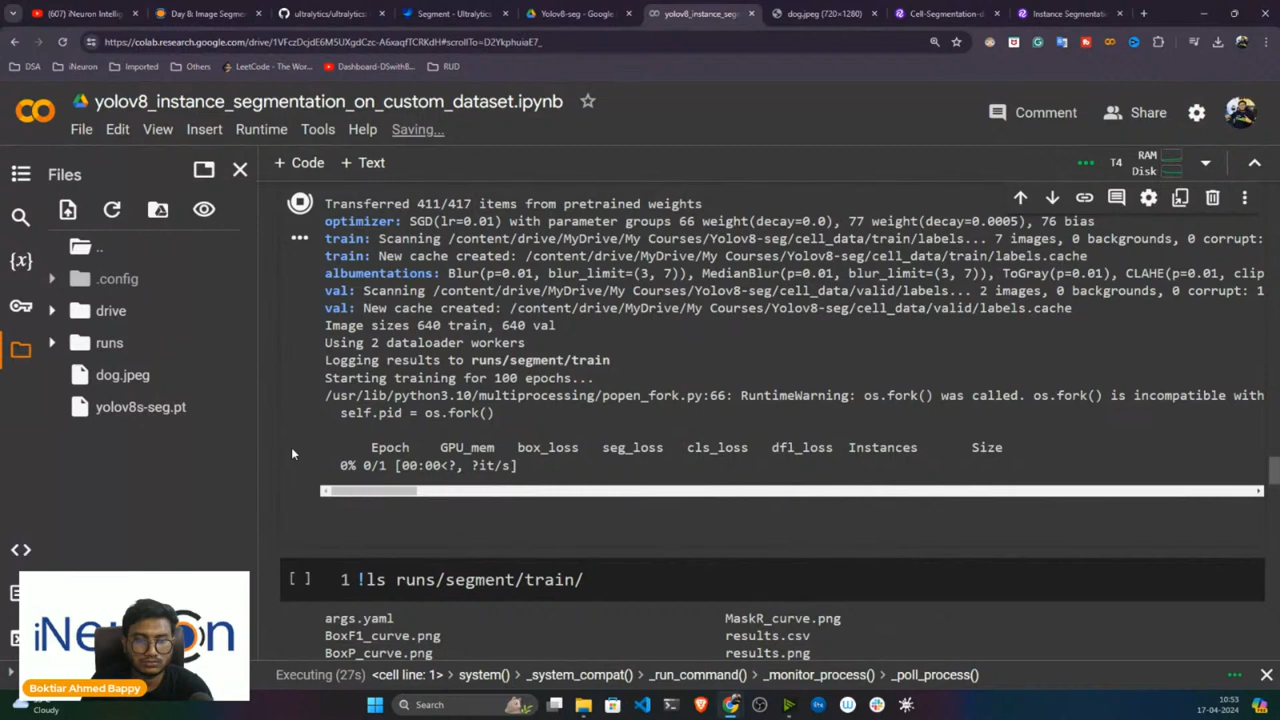 (607) iNeuron Intellig
Day 8: Image Segmen
ultralytics/ultralytics
Segment - Ultralytics
Yolov8-seg - Google
yolov8_instance_segm
dog.jpeg (720×1280)
Cell-Segmentation-d
Instance Segmentatio
https://colab.research.google.com/drive/1VFczDcjdE6M5UXgdCzc-A6xaqfTCRKdH#scrollTo=D2YkphuiaE7_
DSA
iNeuron
Imported
Others
LeetCode - The Wor...
Dashboard-DSwithB...
RUD
yolov8_instance_segmentation_on_custom_dataset.ipynb
File Edit View Insert Runtime Tools Help Saving...
Comment
Share
+ Code + Text
T4
RAM
Disk
Files
..
.config
drive
runs
dog.jpeg
yolov8s-seg.pt
Transferred 411/417 items from pretrained weights
optimizer: SGD(lr=0.01) with parameter groups 66 weight(decay=0.0), 77 weight(decay=0.0005), 76 bias
train: Scanning /content/drive/MyDrive/My Courses/Yolov8-seg/cell_data/train/labels... 7 images, 0 backgrounds, 0 corrupt:
train: New cache created: /content/drive/MyDrive/My Courses/Yolov8-seg/cell_data/train/labels.cache
albumentations: Blur(p=0.01, blur_limit=(3, 7)), MedianBlur(p=0.01, blur_limit=(3, 7)), ToGray(p=0.01), CLAHE(p=0.01, clip
val: Scanning /content/drive/MyDrive/My Courses/Yolov8-seg/cell_data/valid/labels... 2 images, 0 backgrounds, 0 corrupt: 1
val: New cache created: /content/drive/MyDrive/My Courses/Yolov8-seg/cell_data/valid/labels.cache
Image sizes 640 train, 640 val
Using 2 dataloader workers
Logging results to runs/segment/train
Starting training for 100 epochs...
/usr/lib/python3.10/multiprocessing/popen_fork.py:66: RuntimeWarning: os.fork() was called. os.fork() is incompatible with
self.pid = os.fork()
Epoch GPU_mem box_loss seg_loss cls_loss dfl_loss Instances Size
0% 0/1 [00:00<?, ?it/s]
[ ] 1 !ls runs/segment/train/
args.yaml MaskR_curve.png
BoxF1_curve.png results.csv
BoxP_curve.png results.png
Executing (27s) <cell line: 1> system() _system_compat() _run_command() _monitor_process() _poll_process()
Boktiar Ahmed Bappy
Cloudy
Search
10:53
17-04-2024